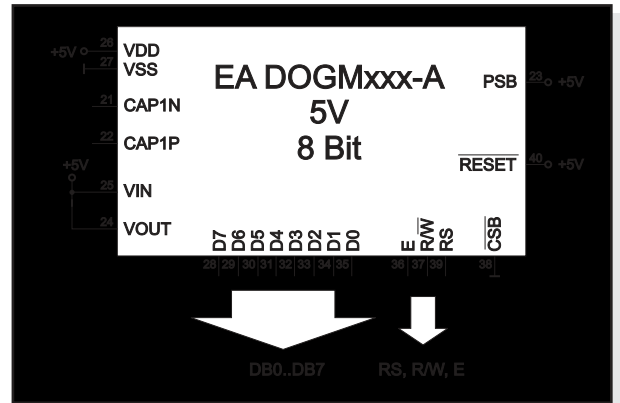 26
+5V
VDD
27
VSS
EA DOGMxxx-A
PSB
23
+5V
21
CAP1N
5V
22
CAP1P
8 Bit
+5V
RESET
40
+5V
25
VIN
24
VOUT
D7 D6 D5 D4 D3 D2 D1 D0
E R/W RS
CSB
28 29 30 31 32 33 34 35
36 37 39
38
DB0..DB7
RS, R/W, E